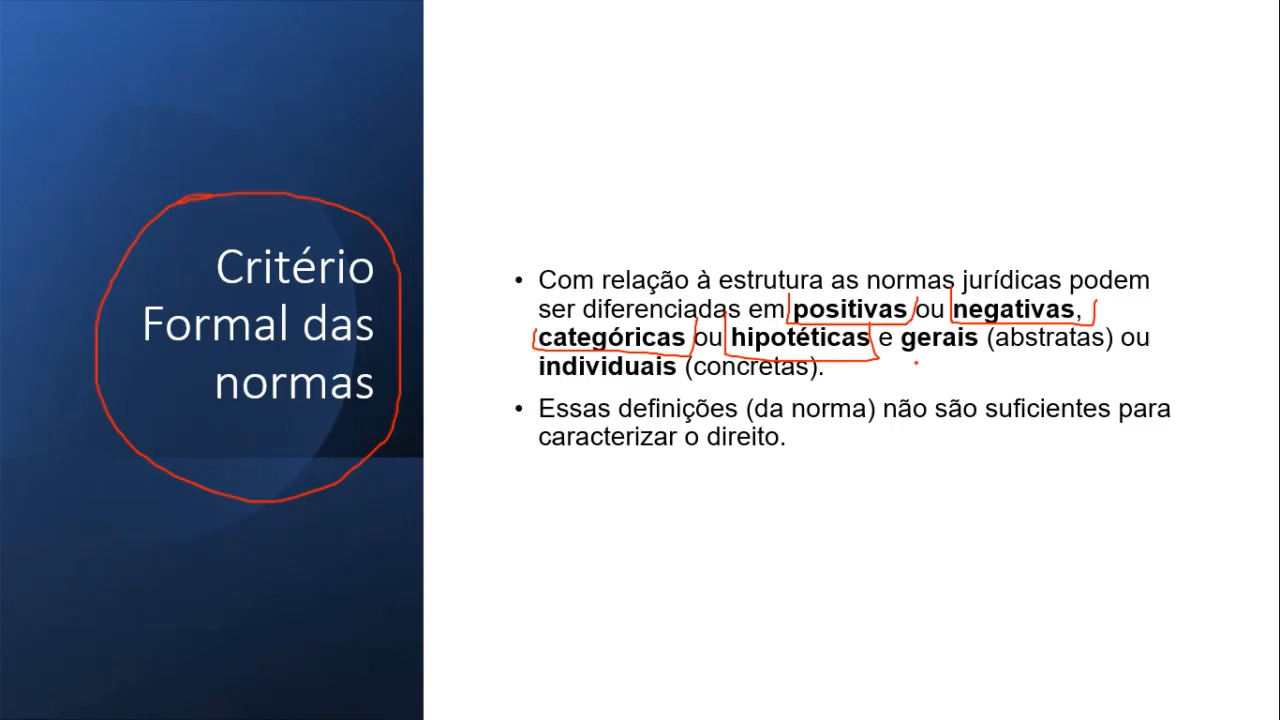 Critério
Formal das
normas
• Com relação à estrutura as normas jurídicas podem
ser diferenciadas em positivas ou negativas,
categóricas ou hipotéticas e gerais (abstratas) ou
individuais (concretas).
• Essas definições (da norma) não são suficientes para
caracterizar o direito.